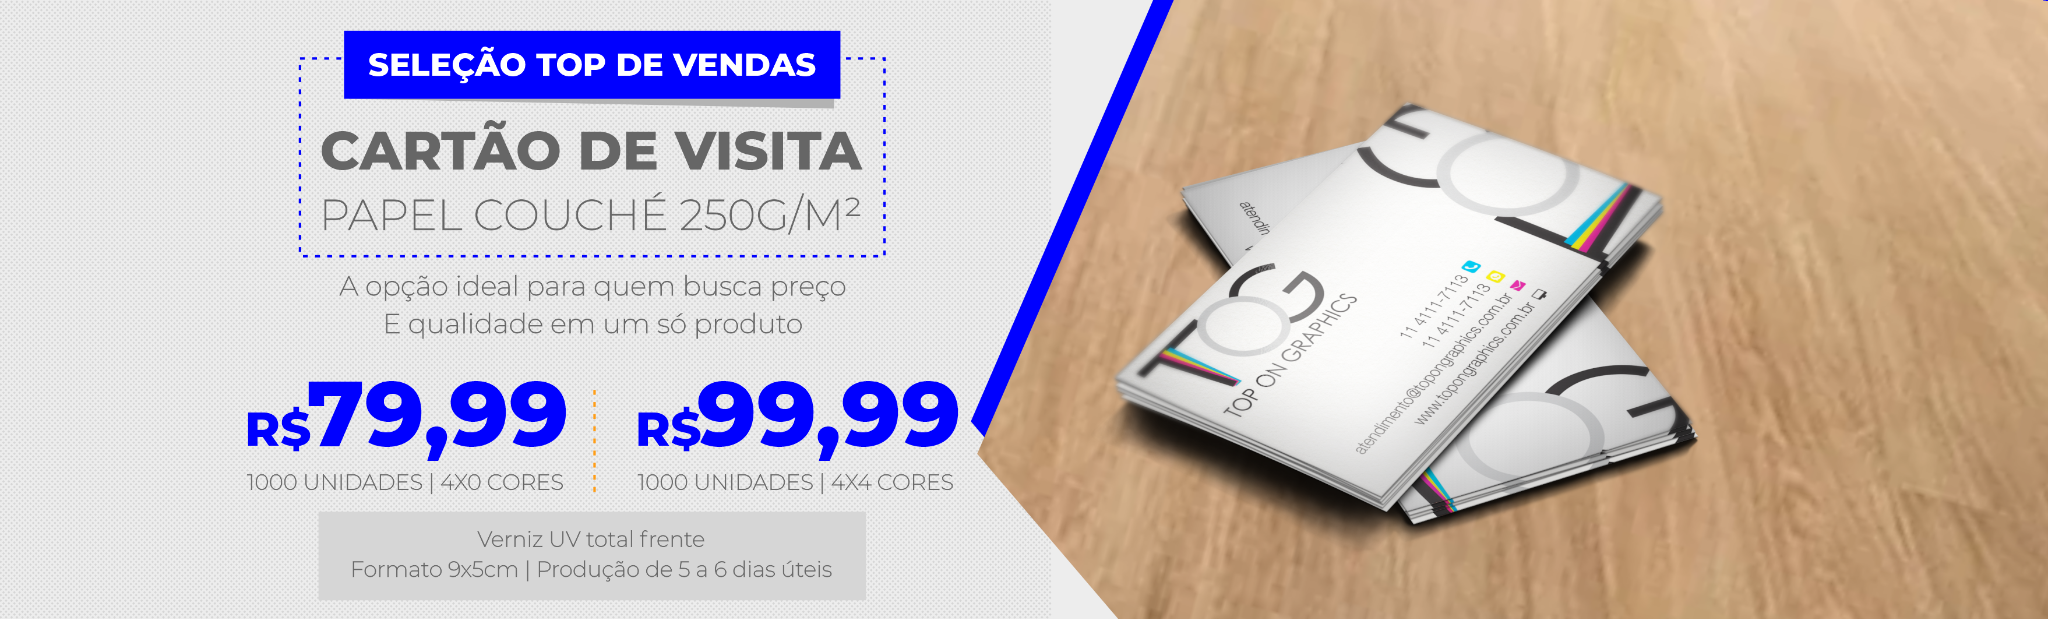 SELEÇÃO TOP DE VENDAS
CARTÃO DE VISITA
PAPEL COUCHÉ 250G/M²
A opção ideal para quem busca preço
E qualidade em um só produto
R$79,99
1000 UNIDADES | 4X0 CORES
R$99,99
1000 UNIDADES | 4X4 CORES
Verniz UV total frente
Formato 9x5cm | Produção de 5 a 6 dias úteis
atendin
TOG
TOP ON GRAPHICS
11 4111-7113
11 4111-7113
atendimento@topongraphics.com.br
www.topongraphics.com.br